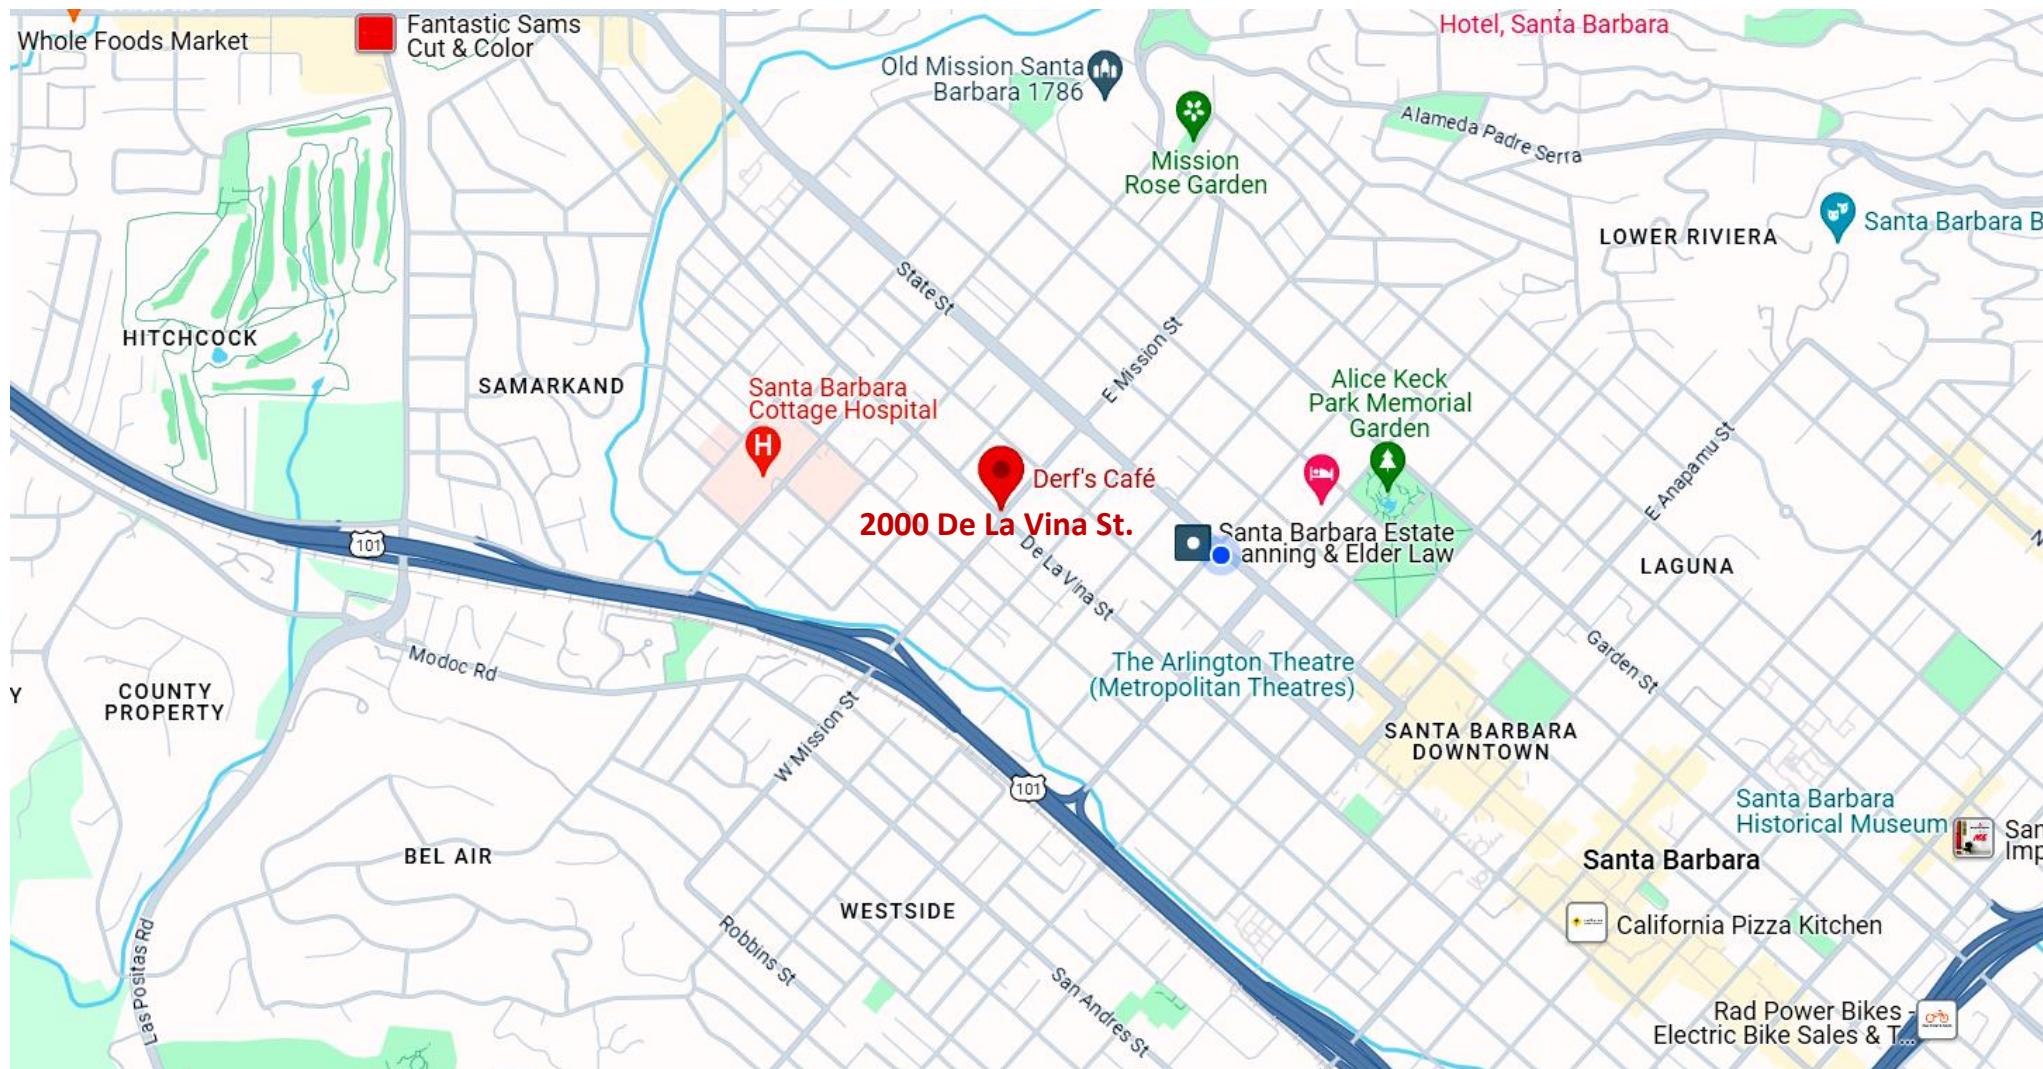 Whole Foods Market
Fantastic Sams
Cut & Color
Hotel, Santa Barbara
Old Mission Santa
Barbara 1786
Alameda Padre Serra
Mission
Rose Garden
LOWER RIVIERA
Santa Barbara B
State St
HITCHCOCK
E Mission St
SAMARKAND
Santa Barbara
Cottage Hospital
H
Alice Keck
Park Memorial
Garden
E Anapamu St
Derf's Café
2000 De La Vina St.
Santa Barbara Estate
anning & Elder Law
101
De La Vina St
LAGUNA
Modoc Rd
Garden St
The Arlington Theatre
(Metropolitan Theatres)
Y
COUNTY
PROPERTY
W Mission St
SANTA BARBARA
DOWNTOWN
101
Santa Barbara
Historical Museum
San
Imp
BEL AIR
Santa Barbara
WESTSIDE
California Pizza Kitchen
Las Positas Rd
Robbins St
San Andres St
Rad Power Bikes -
Electric Bike Sales & T...